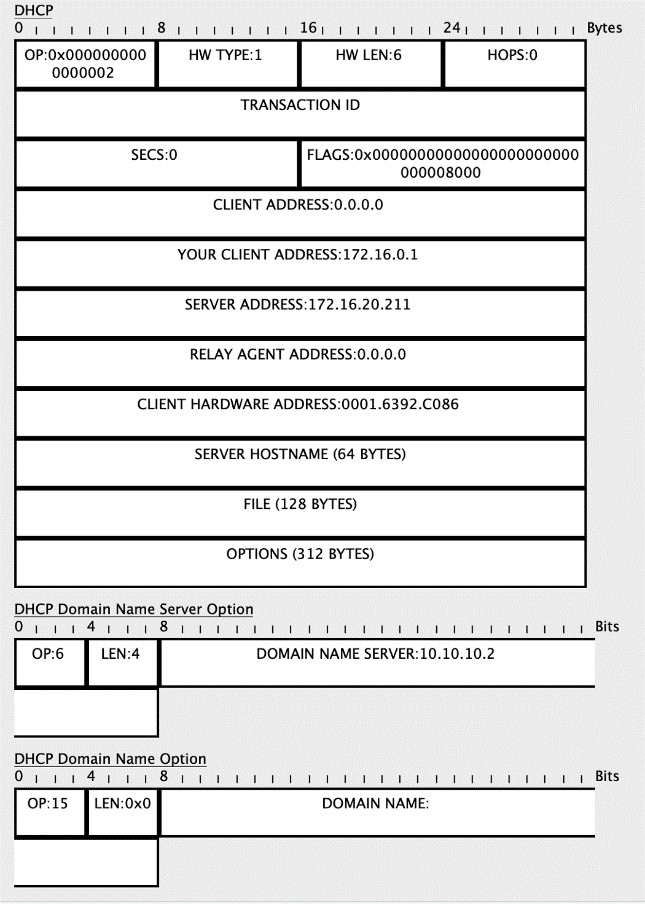 DHCP
0 8 16 24 Bytes
OP:0x000000000 HW TYPE:1 HW LEN:6 HOPS:0
0000002
TRANSACTION ID
SECS:0 FLAGS:0x00000000000000000000000
000008000
CLIENT ADDRESS:0.0.0.0
YOUR CLIENT ADDRESS:172.16.0.1
SERVER ADDRESS:172.16.20.211
RELAY AGENT ADDRESS:0.0.0.0
CLIENT HARDWARE ADDRESS:0001.6392.C086
SERVER HOSTNAME (64 BYTES)
FILE (128 BYTES)
OPTIONS (312 BYTES)
DHCP Domain Name Server Option
0 4 8 Bits
OP:6 LEN:4 DOMAIN NAME SERVER:10.10.10.2
DHCP Domain Name Option
0 4 8 Bits
OP:15 LEN:0x0 DOMAIN NAME: